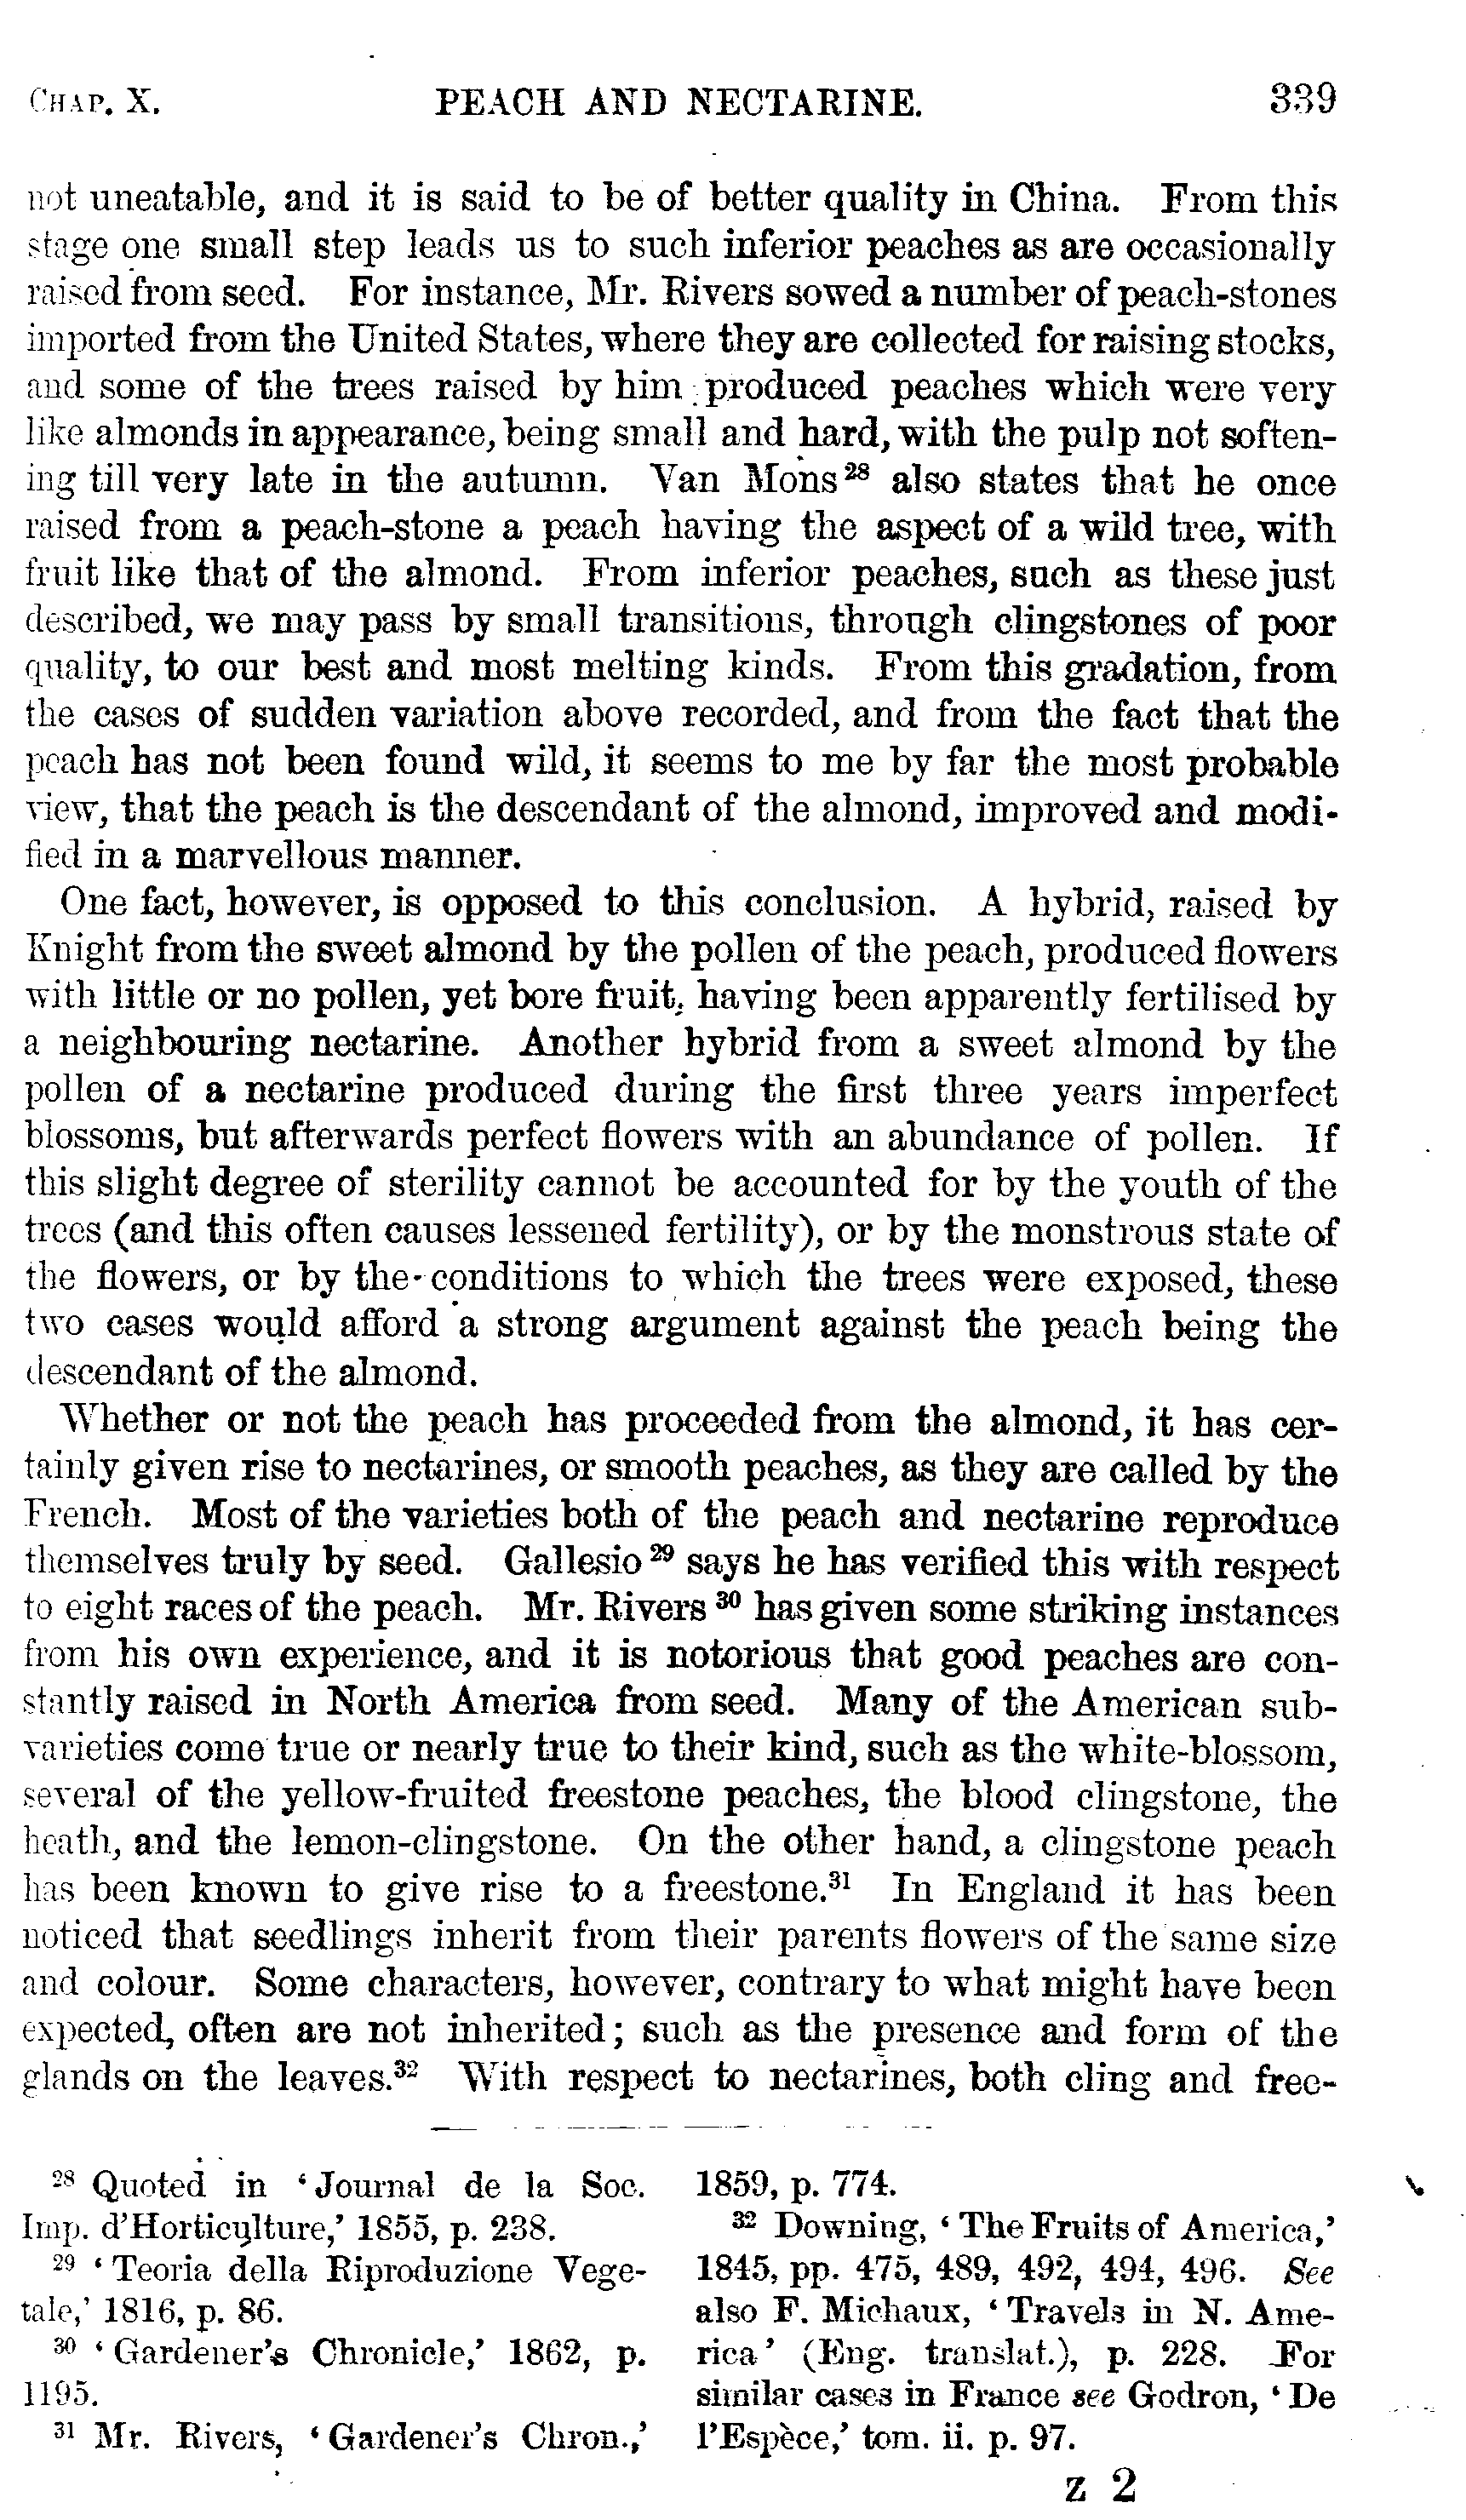 CHAP. X. PEACH AND NECTARINE. 339
not uneatable, and it is said to be of better quality in China. From this
stage one small step leads us to such inferior peaches as are occasionally
raised from seed. For instance, Mr. Rivers sowed a number of peach-stones
imported from the United States, where they are collected for raising stocks,
and some of the trees raised by him produced peaches which were very
like almonds in appearance, being small and hard, with the pulp not soften-
ing till very late in the autumn. Van Mons28 also states that he once
raised from a peach-stone a peach having the aspect of a wild tree, with
fruit like that of the almond. From inferior peaches, such as these just
described, we may pass by small transitions, through clingstones of poor
quality, to our best and most melting kinds. From this gradation, from
the cases of sudden variation above recorded, and from the fact that the
peach has not been found wild, it seems to me by far the most probable
view, that the peach is the descendant of the almond, improved and modi-
fied in a marvellous manner.
One fact, however, is opposed to this conclusion. A hybrid, raised by
Knight from the sweet almond by the pollen of the peach, produced flowers
with little or no pollen, yet bore fruit, having been apparently fertilised by
a neighbouring nectarine. Another hybrid from a sweet almond by the
pollen of a nectarine produced during the first three years imperfect
blossoms, but afterwards perfect flowers with an abundance of pollen. If
this slight degree of sterility cannot be accounted for by the youth of the
trees (and this often causes lessened fertility), or by the monstrous state of
the flowers, or by the conditions to which the trees were exposed, these
two cases would afford a strong argument against the peach being the
descendant of the almond.
Whether or not the peach has proceeded from the almond, it has cer-
tainly given rise to nectarines, or smooth peaches, as they are called by the
French. Most of the varieties both of the peach and nectarine reproduce
themselves truly by seed. Gallesio29 says he has verified this with respect
to eight races of the peach. Mr. Rivers30 has given some striking instances
from his own experience, and it is notorious that good peaches are con-
stantly raised in North America from seed. Many of the American sub-
varieties come true or nearly true to their kind, such as the white-blossom,
several of the yellow-fruited freestone peaches, the blood clingstone, the
heath, and the lemon-clingstone. On the other hand, a clingstone peach
has been known to give rise to a freestone.31 In England it has been
noticed that seedlings inherit from their parents flowers of the same size
and colour. Some characters, however, contrary to what might have been
expected, often are not inherited; such as the presence and form of the
glands on the leaves.32 With respect to nectarines, both cling and free-
28 Quoted in 'Journal de la Soc.
Imp. d'Horticulture,' 1855, p. 238.
29 'Teoria della Riproduzione Vege-
tale,' 1816, p. 86.
30 'Gardener's Chronicle,' 1862, p.
1195.
31 Mr. Rivers, 'Gardener's Chron.,'
1859, p. 774.
32 Downing, 'The Fruits of America,'
1845, pp. 475, 489, 492, 494, 496. See
also F. Michaux, 'Travels in N. Ame-
rica' (Eng. translat.), p. 228. For
similar cases in France see Godron, 'De
l'Espèce,' tom. ii. p. 97.
Z 2